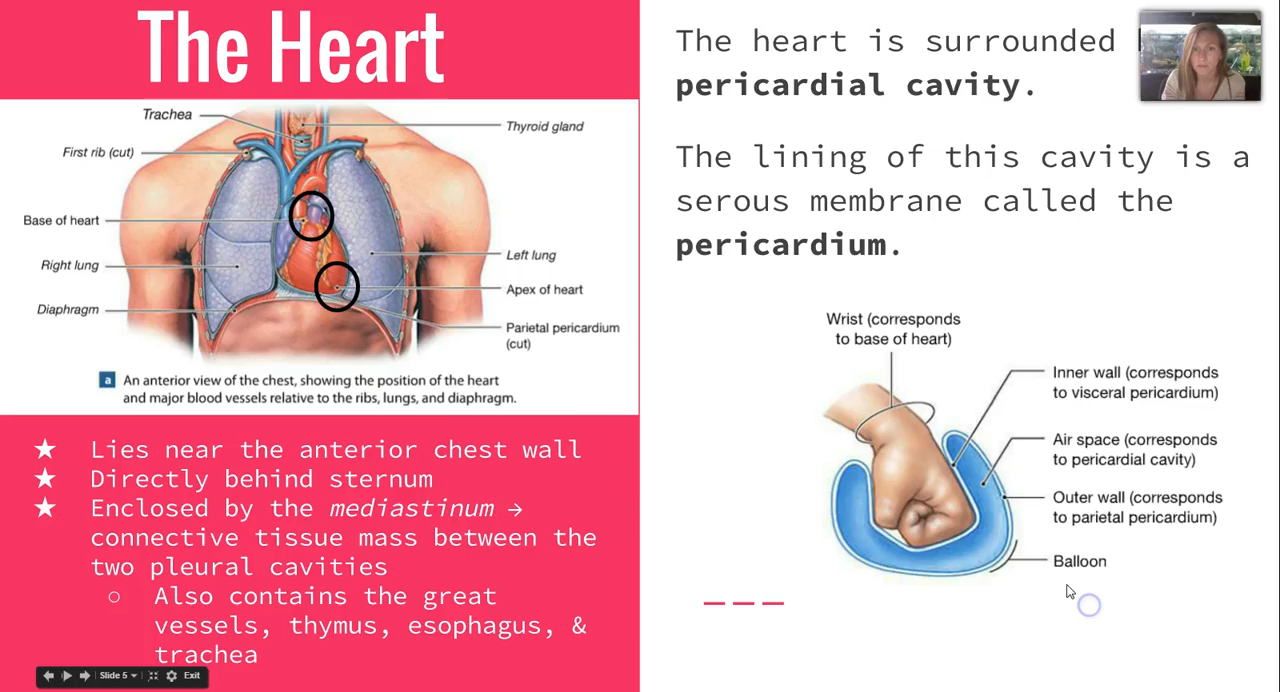 The Heart
Trachea
Thyroid gland
First rib (cut)
Base of heart
Right lung
Left lung
Apex of heart
Diaphragm
Parietal pericardium
(cut)
a An anterior view of the chest, showing the position of the heart
and major blood vessels relative to the ribs, lungs, and diaphragm.
★ Lies near the anterior chest wall
★ Directly behind sternum
★ Enclosed by the mediastinum →
connective tissue mass between the
two pleural cavities
○ Also contains the great
vessels, thymus, esophagus, &
trachea
Slide 5
Exit
The heart is surrounded
pericardial cavity.
The lining of this cavity is a
serous membrane called the
pericardium.
Wrist (corresponds
to base of heart)
Inner wall (corresponds
to visceral pericardium)
Air space (corresponds
to pericardial cavity)
Outer wall (corresponds
to parietal pericardium)
Balloon